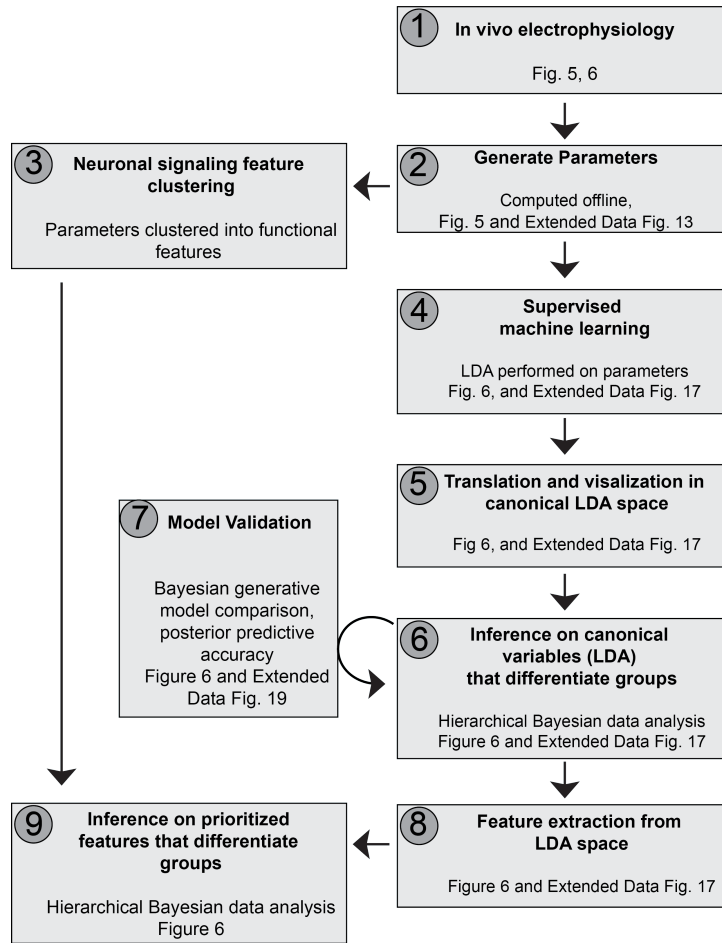 1
In vivo electrophysiology
Fig. 5, 6
2
Generate Parameters
Computed offline,
Fig. 5 and Extended Data Fig. 13
3
Neuronal signaling feature
clustering
Parameters clustered into functional
features
4
Supervised
machine learning
LDA performed on parameters
Fig. 6, and Extended Data Fig. 17
5
Translation and visalization in
canonical LDA space
Fig 6, and Extended Data Fig. 17
6
Inference on canonical
variables (LDA)
that differentiate groups
Hierarchical Bayesian data analysis
Figure 6 and Extended Data Fig. 17
7
Model Validation
Bayesian generative
model comparison,
posterior predictive
accuracy
Figure 6 and Extended
Data Fig. 19
8
Feature extraction from
LDA space
Figure 6 and Extended Data Fig. 17
9
Inference on prioritized
features that differentiate
groups
Hierarchical Bayesian data analysis
Figure 6